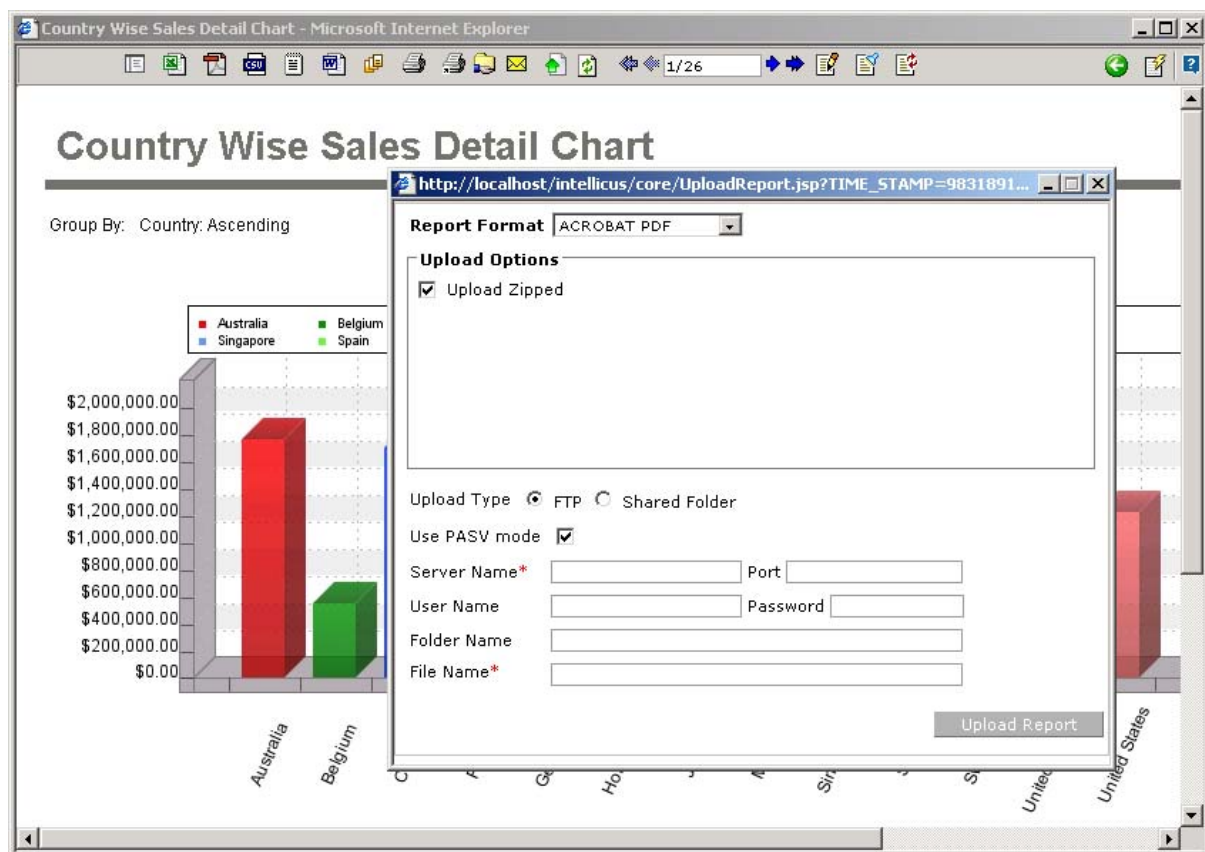 Country Wise Sales Detail Chart - Microsoft Internet Explorer
CSV
1/26
Country Wise Sales Detail Chart
Group By: Country: Ascending
Australia
Belgium
Singapore
Spain
$2,000,000.00
$1,800,000.00
$1,600,000.00
$1,400,000.00
$1,200,000.00
$1,000,000.00
$800,000.00
$600,000.00
$400,000.00
$200,000.00
$0.00
Australia
Belgium
United States
http://localhost/intellicus/core/UploadReport.jsp?TIME_STAMP=9831891...
Report Format ACROBAT PDF
Upload Options
Upload Zipped
Upload Type FTP Shared Folder
Use PASV mode
Server Name* Port
User Name Password
Folder Name
File Name*
Upload Report